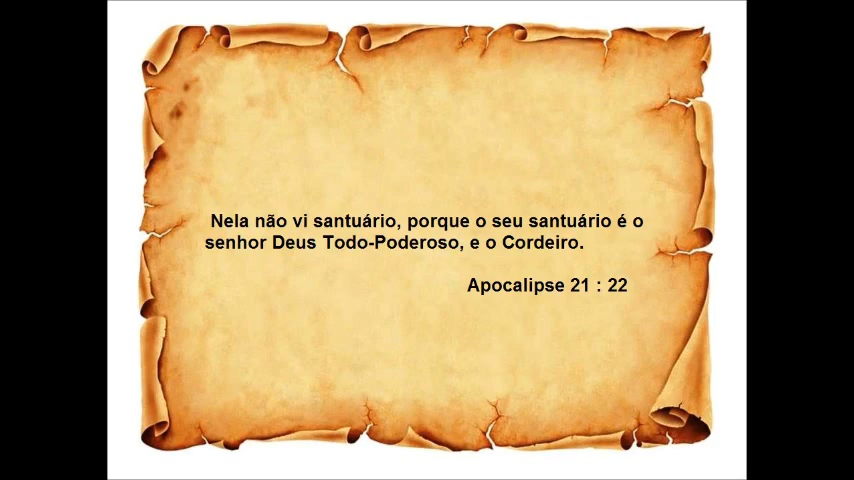 Nela não vi santuário, porque o seu santuário é o
senhor Deus Todo-Poderoso, e o Cordeiro.
Apocalipse 21 : 22